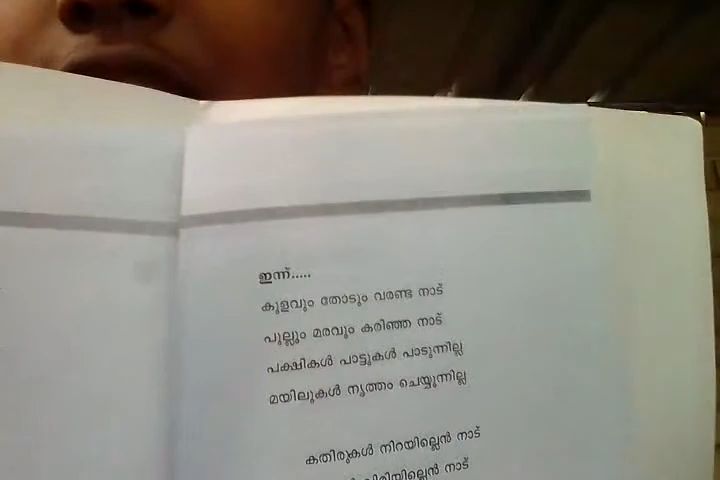 ഇന്ന്.....
കുളവും തോടും വരണ്ട നാട്
പുല്ലും മരവും കരിഞ്ഞ നാട്
പക്ഷികൾ പാട്ടുകൾ പാടുന്നില്ല
മയിലുകൾ നൃത്തം ചെയ്യുന്നില്ല
കതിരുകൾ നിറയില്ലെൻ നാട്
വിരിയില്ലെൻ നാട്